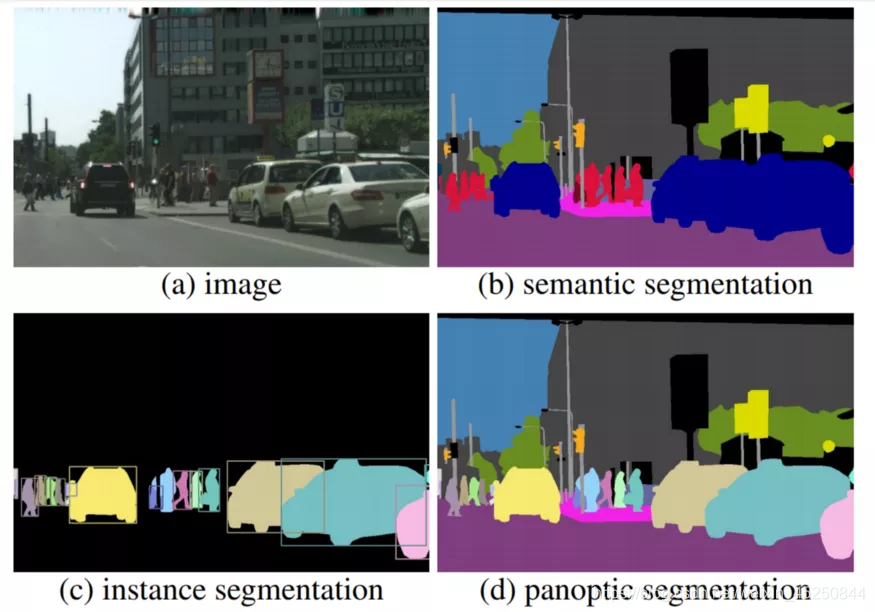 (a) image
(b) semantic segmentation
(c) instance segmentation
(d) panoptic segmentation